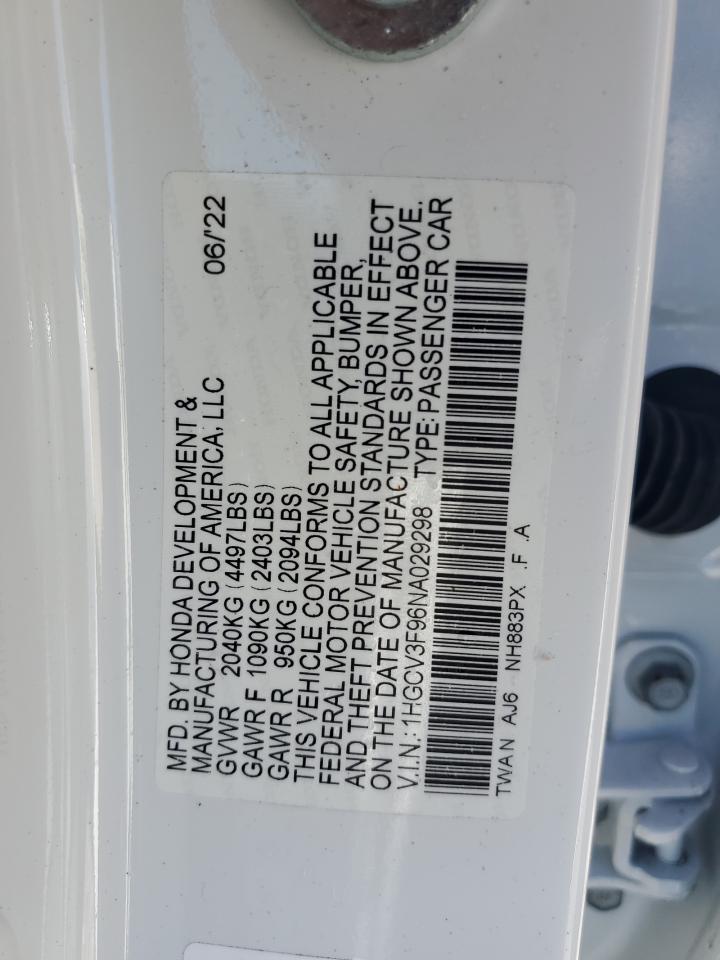 MFD. BY HONDA DEVELOPMENT &
MANUFACTURING OF AMERICA, LLC 06/'22
GVWR 2040KG (4497LBS)
GAWR F 1090KG (2403LBS)
GAWR R 950KG (2094LBS)
THIS VEHICLE CONFORMS TO ALL APPLICABLE
FEDERAL MOTOR VEHICLE SAFETY, BUMPER,
AND THEFT PREVENTION STANDARDS IN EFFECT
ON THE DATE OF MANUFACTURE SHOWN ABOVE.
V.I.N.: 1HGCV3F96NA029298 TYPE: PASSENGER CAR
TWAN AJ6 NH883PX .F .A